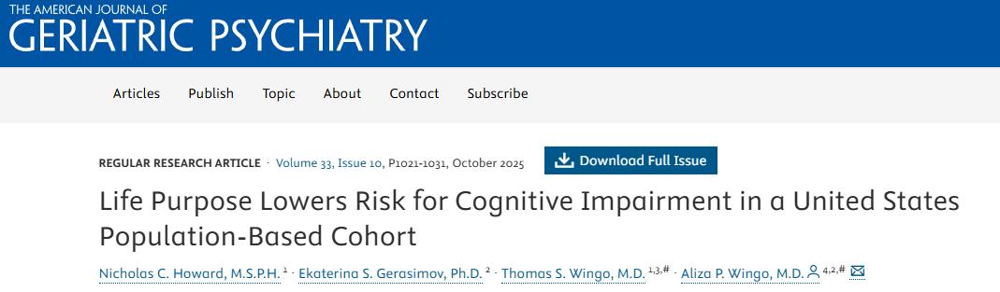 THE AMERICAN JOURNAL OF
GERIATRIC PSYCHIATRY
Articles Publish Topic About Contact Subscribe
REGULAR RESEARCH ARTICLE · Volume 33, Issue 10, P1021-1031, October 2025 Download Full Issue
Life Purpose Lowers Risk for Cognitive Impairment in a United States
Population-Based Cohort
Nicholas C. Howard, M.S.P.H. 1 · Ekaterina S. Gerasimov, Ph.D. 2 · Thomas S. Wingo, M.D. 1,3,# · Aliza P. Wingo, M.D. 4,2,#